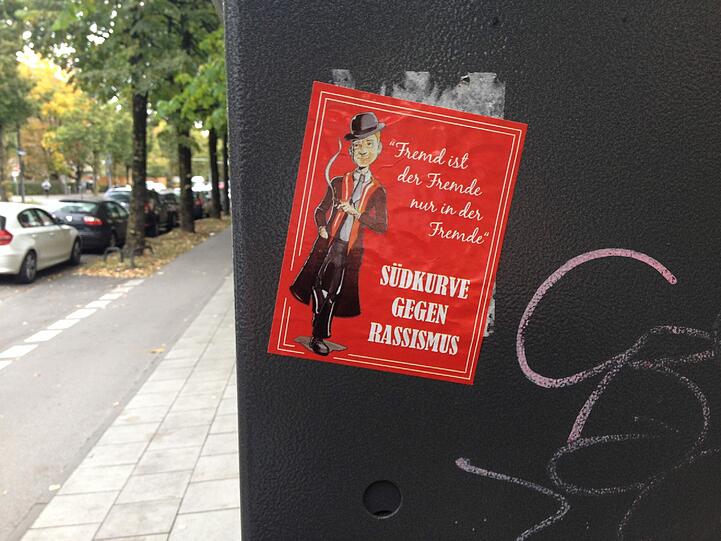 "Fremd ist
der Fremde
nur in der
Fremde"
SÜDKURVE
GEGEN
RASSISMUS